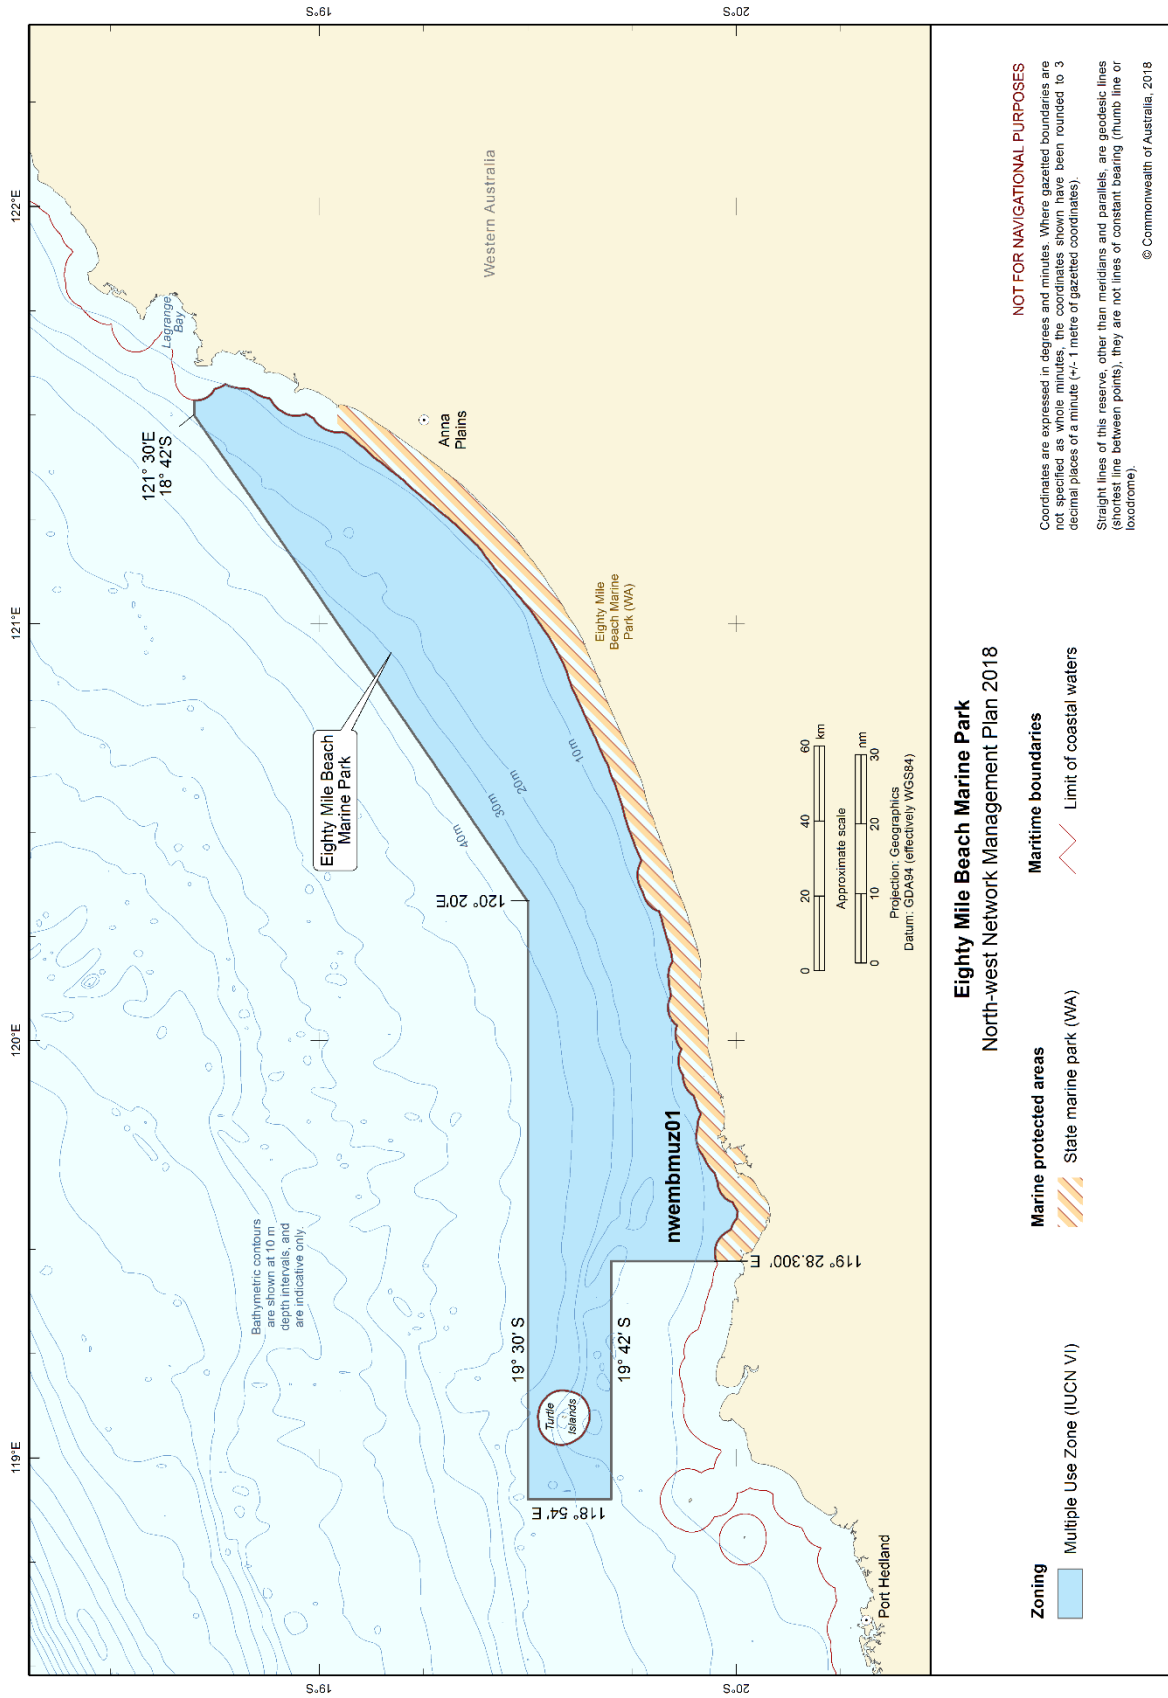 119°E
120°E
121°E
122°E
19°S
19°S
20°S
20°S
Lagrange
Bay
121° 30'E
18° 42'S
Western Australia
Anna
Plains
Eighty Mile Beach
Marine Park
Eighty Mile
Beach Marine
Park (WA)
120° 20'E
40m
30m
20m
10m
Bathymetric contours
are shown at 10 m
depth intervals, and
are indicative only.
19° 30' S
Turtle
Islands
118° 54' E
19° 42' S
nwembmuz01
119° 28.300' E
Port Hedland
0 20 40 60 km
Approximate scale
0 10 20 30 nm
Projection: Geographics
Datum: GDA94 (effectively WGS84)
Eighty Mile Beach Marine Park
North-west Network Management Plan 2018
Zoning
Multiple Use Zone (IUCN VI)
Marine protected areas
State marine park (WA)
Maritime boundaries
Limit of coastal waters
NOT FOR NAVIGATIONAL PURPOSES
Coordinates are expressed in degrees and minutes. Where gazetted boundaries are
not specified as whole minutes, the coordinates shown have been rounded to 3
decimal places of a minute (+/- 1 metre of gazetted coordinates).
Straight lines of this reserve, other than meridians and parallels, are geodesic lines
(shortest line between points), they are not lines of constant bearing (rhumb line or
loxodrome).
© Commonwealth of Australia, 2018